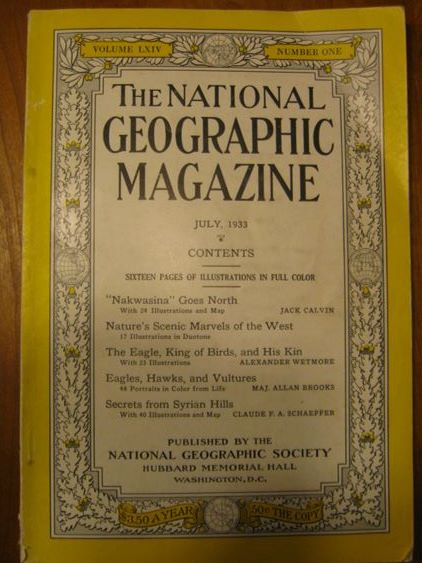 VOLUME LXIV NUMBER ONE
THE NATIONAL
GEOGRAPHIC
MAGAZINE
JULY, 1933
CONTENTS
SIXTEEN PAGES OF ILLUSTRATIONS IN FULL COLOR
"Nakwasina" Goes North
With 28 Illustrations and Map JACK CALVIN
Nature's Scenic Marvels of the West
17 Illustrations in Duotone
The Eagle, King of Birds, and His Kin
With 23 Illustrations ALEXANDER WETMORE
Eagles, Hawks, and Vultures
44 Portraits in Color from Life MAJ. ALLAN BROOKS
Secrets from Syrian Hills
With 40 Illustrations and Map CLAUDE F. A. SCHAEFFER
PUBLISHED BY THE
NATIONAL GEOGRAPHIC SOCIETY
HUBBARD MEMORIAL HALL
WASHINGTON, D.C.
$3.50 A YEAR 50¢ THE COPY